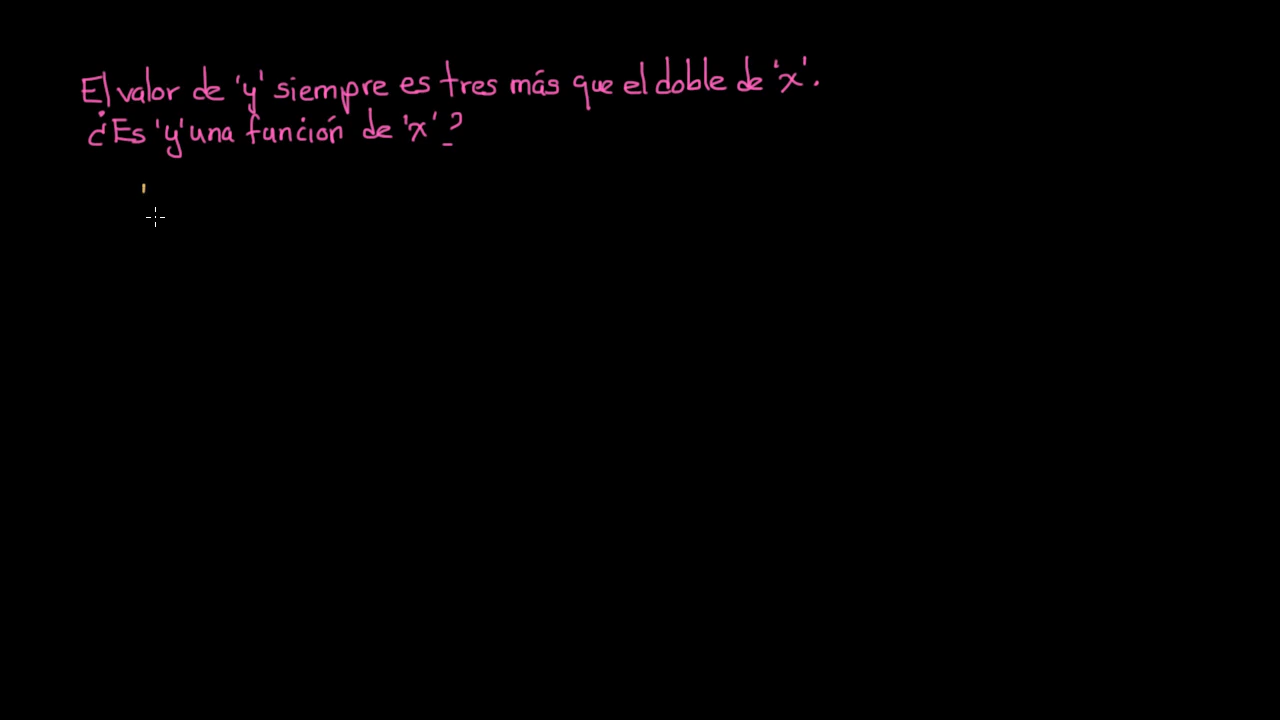 El valor de 'y' siempre es tres más que el doble de 'x'.
¿Es 'y' una función de 'x'?